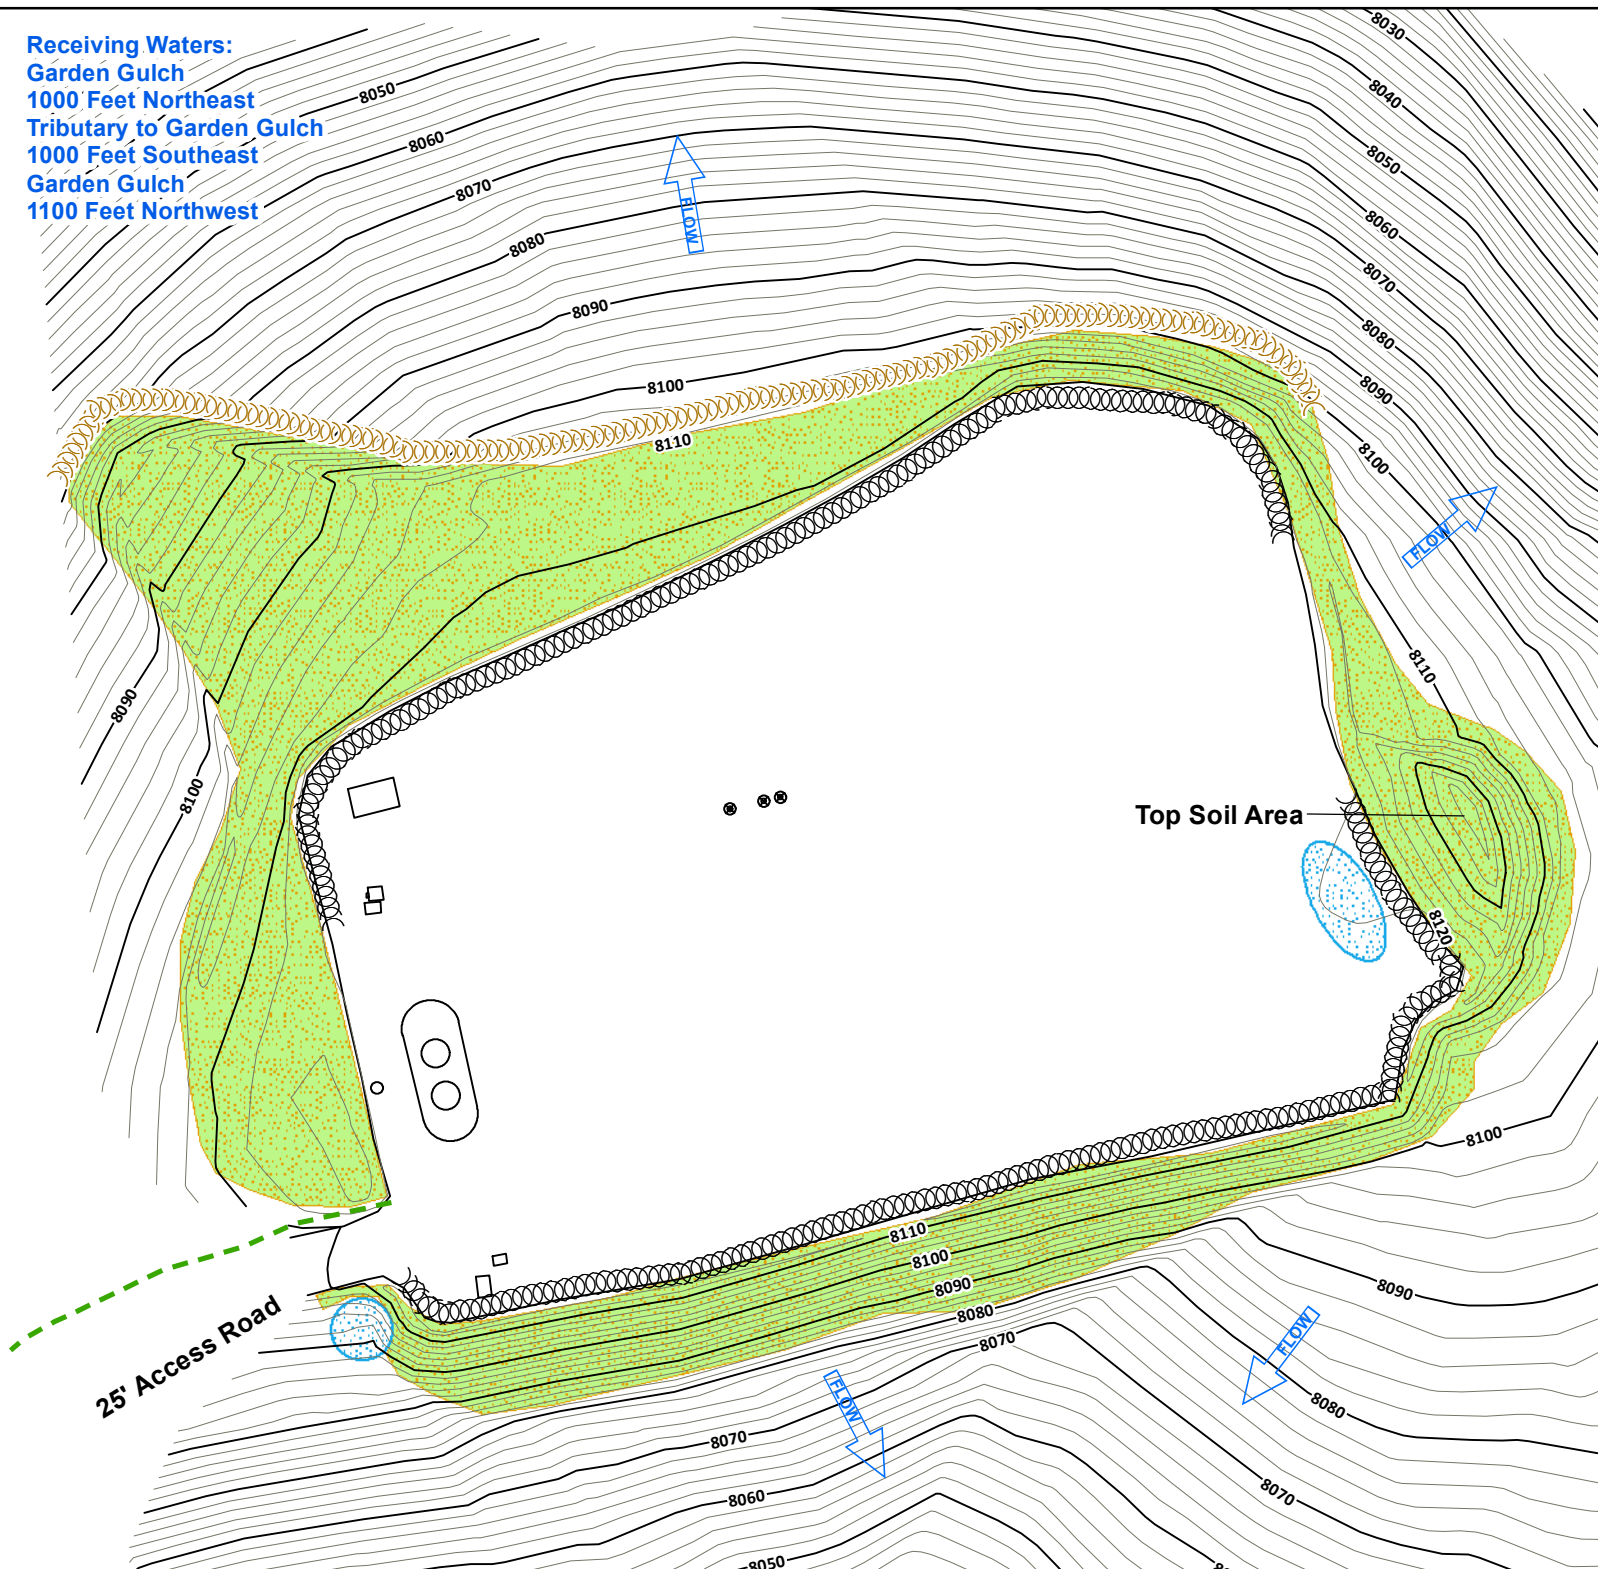 Receiving Waters:
Garden Gulch
1000 Feet Northeast
Tributary to Garden Gulch
1000 Feet Southeast
Garden Gulch
1100 Feet Northwest
8050
8060
8070
8080
8090
8100
8110
8030
8040
8050
8060
8070
8080
8090
8100
8110
8120
FLOW
FLOW
8090
8100
Top Soil Area
25' Access Road
8110
8100
8090
8080
8070
8100
8090
8080
8070
FLOW
FLOW
8070
8060
8050